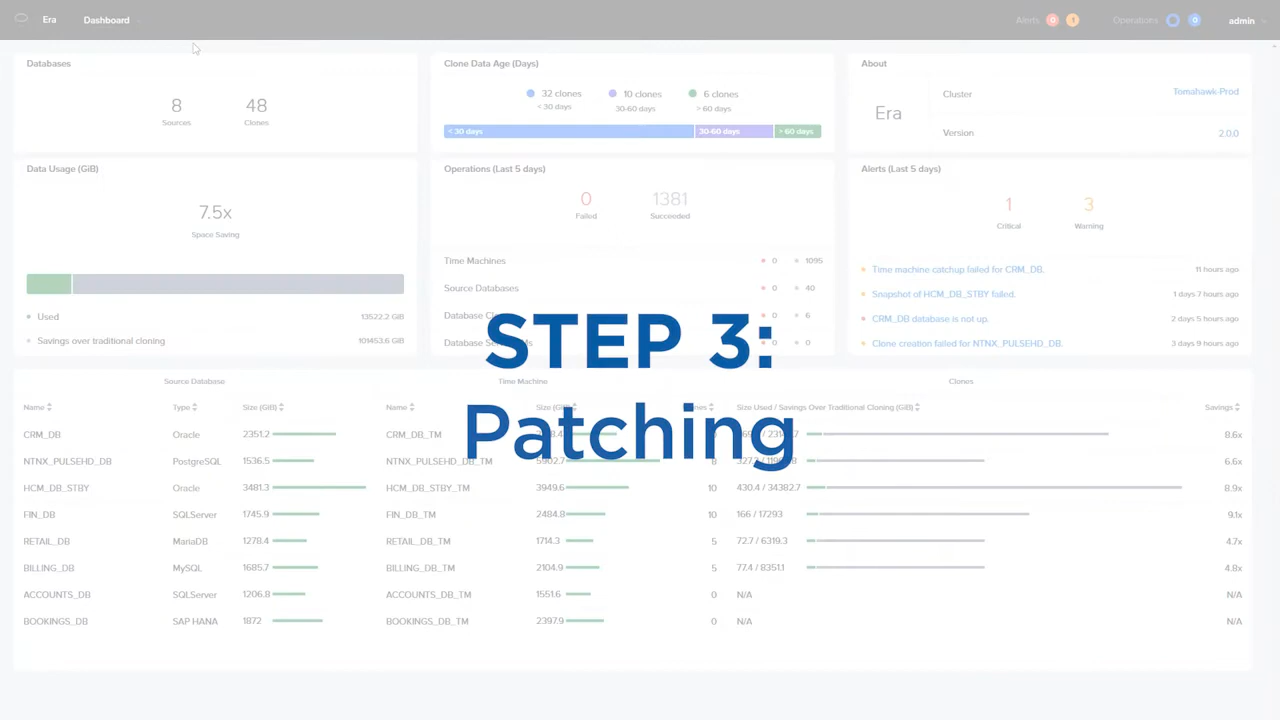 Era Dashboard Alerts 0 1 Operations 0 admin
Databases
8 48
Sources Clones
Clone Data Age (Days)
32 clones 10 clones 6 clones
< 30 days 30-60 days > 60 days
< 30 days 30-60 days > 60 days
About
Era
Cluster Tomahawk-Prod
Version 2.0.0
Data Usage (GiB)
7.5x
Space Saving
Used 13522.2 GiB
Savings over traditional cloning 101453.6 GiB
Operations (Last 5 days)
0 1381
Failed Succeeded
Time Machines 0 1095
Source Databases 0 40
Database 0 6
Database 0 0
Alerts (Last 5 days)
1 3
Critical Warning
Time machine catchup failed for CRM_DB. 11 hours ago
Snapshot of HCM_DB_STBY failed. 1 days 7 hours ago
CRM_DB database is not up. 2 days 5 hours ago
Clone creation failed for NTNX_PULSEHD_DB. 3 days 9 hours ago
STEP 3:
Patching
Source Database Time Machine Clones
Name Type Size (GiB) Name Size (GiB) Size Used / Savings Over Traditional Cloning (GiB) Savings
CRM_DB Oracle 2351.2 CRM_DB_TM 8.6x
NTNX_PULSEHD_DB PostgreSQL 1536.5 NTNX_PULSEHD_DB_TM 5902.7 8 6.6x
HCM_DB_STBY Oracle 3481.3 HCM_DB_STBY_TM 3949.6 10 430.4 / 34382.7 8.9x
FIN_DB SQLServer 1745.9 FIN_DB_TM 2484.8 10 166 / 17293 9.1x
RETAIL_DB MariaDB 1278.4 RETAIL_DB_TM 1714.3 5 72.7 / 6319.3 4.7x
BILLING_DB MySQL 1685.7 BILLING_DB_TM 2104.9 5 77.4 / 8351.1 4.8x
ACCOUNTS_DB SQLServer 1206.8 ACCOUNTS_DB_TM 1551.6 0 N/A N/A
BOOKINGS_DB SAP HANA 1872 BOOKINGS_DB_TM 2397.9 0 N/A N/A